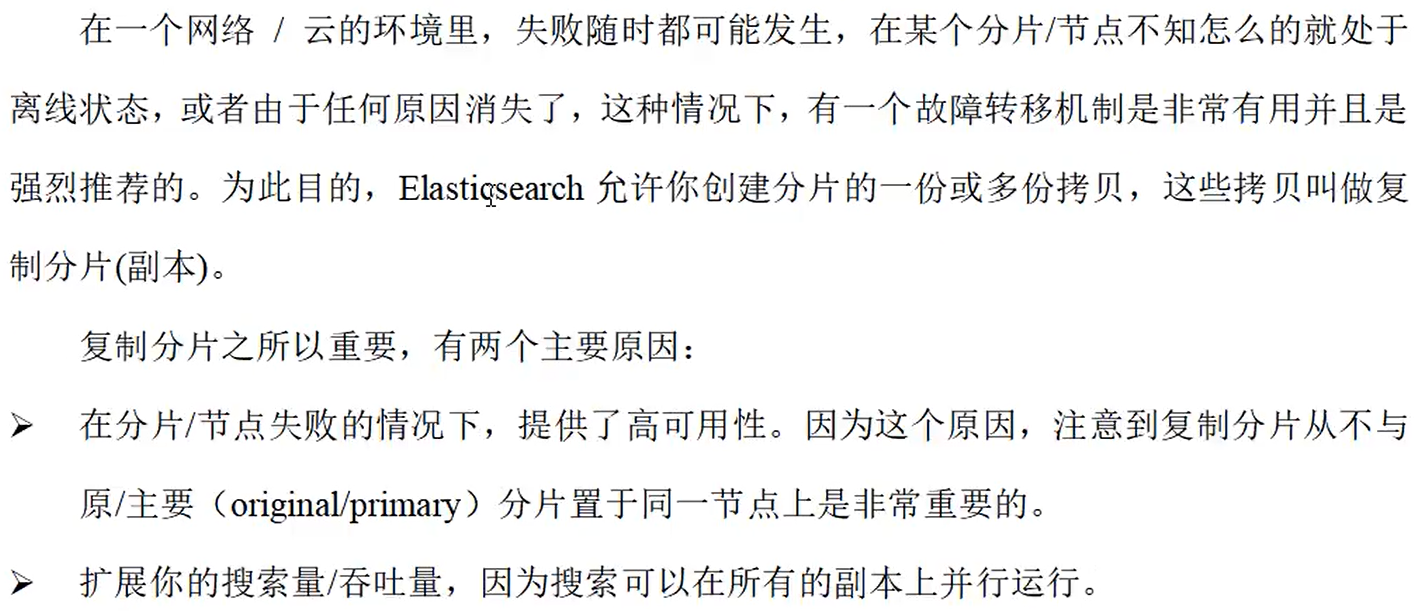 在一个网络 / 云的环境里，失败随时都可能发生，在某个分片/节点不知怎么的就处于
离线状态，或者由于任何原因消失了，这种情况下，有一个故障转移机制是非常有用并且是
强烈推荐的。为此目的，Elasticsearch 允许你创建分片的一份或多份拷贝，这些拷贝叫做复
制分片(副本)。
复制分片之所以重要，有两个主要原因：
➢ 在分片/节点失败的情况下，提供了高可用性。因为这个原因，注意到复制分片从不与
原/主要（original/primary）分片置于同一节点上是非常重要的。
➢ 扩展你的搜索量/吞吐量，因为搜索可以在所有的副本上并行运行。